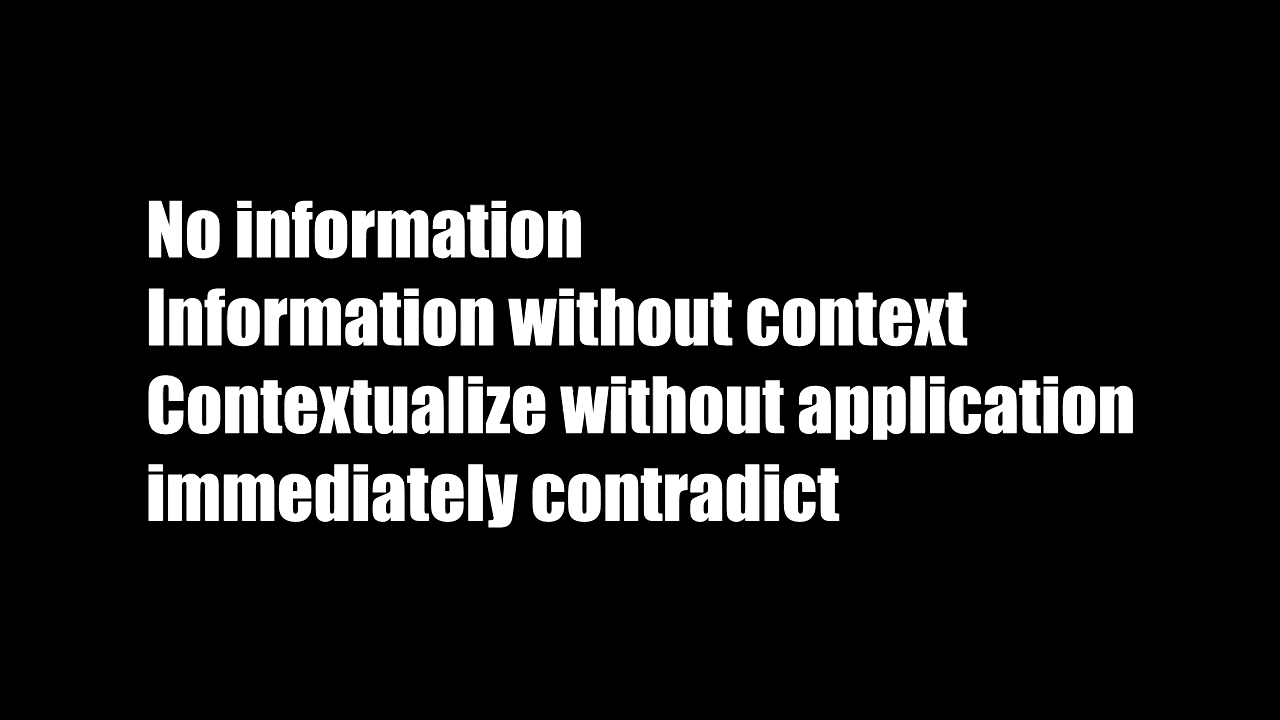 No information
Information without context
Contextualize without application
immediately contradict